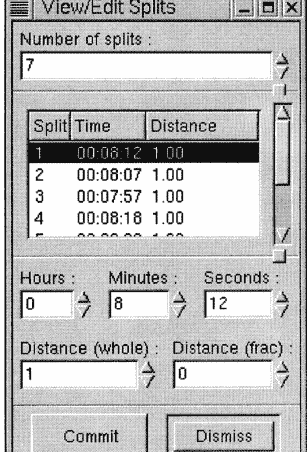 View/Edit Splits
Number of splits :
7
Split Time Distance
1 00:08:12 1.00
2 00:08:07 1.00
3 00:07:57 1.00
4 00:08:18 1.00
Hours : Minutes : Seconds :
0 8 12
Distance (whole) : Distance (frac) :
1 0
Commit Dismiss